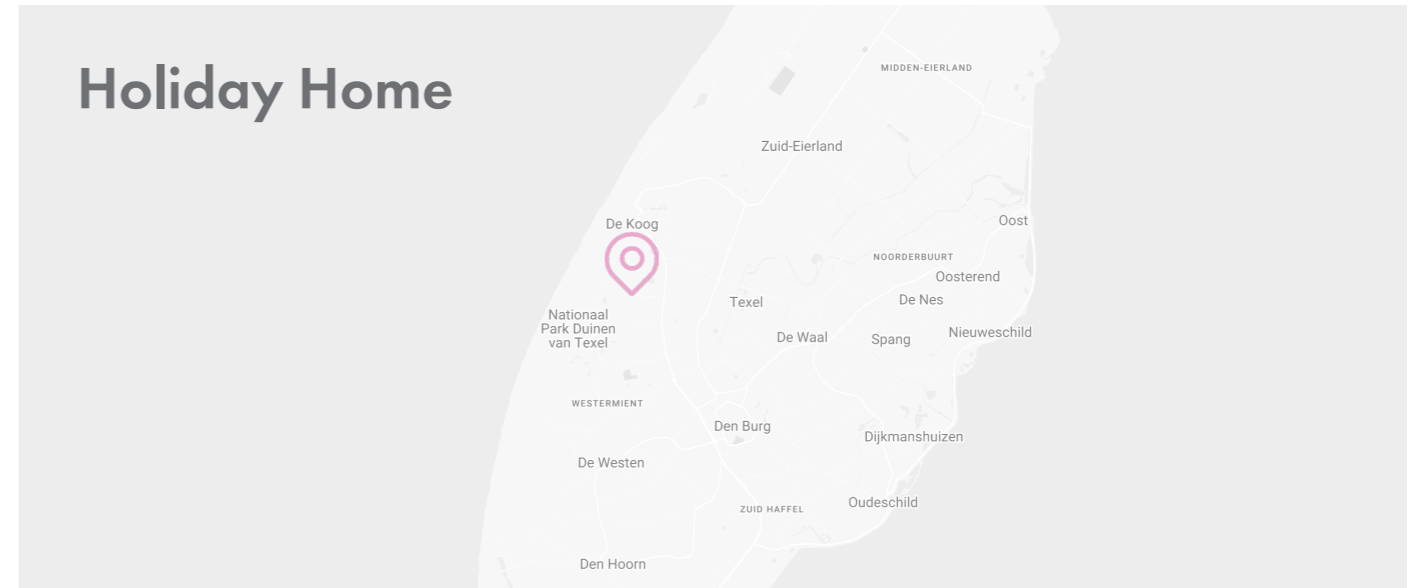 Holiday Home
MIDDEN-EIERLAND
Zuid-Eierland
De Koog
Oost
NOORDERBUURT
Oosterend
De Nes
Texel
Nationaal
Park Duinen
van Texel
De Waal
Spang
Nieuweschild
WESTERMIENT
Den Burg
Dijkmanshuizen
De Westen
Oudeschild
ZUID HAFFEL
Den Hoorn